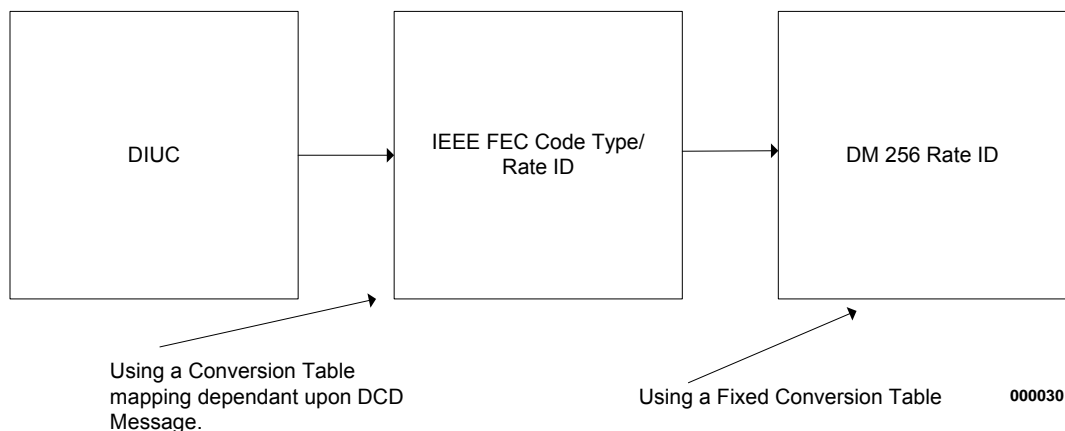 DIUC
IEEE FEC Code Type/
Rate ID
DM 256 Rate ID
Using a Conversion Table
mapping dependant upon DCD
Message.
Using a Fixed Conversion Table
000030